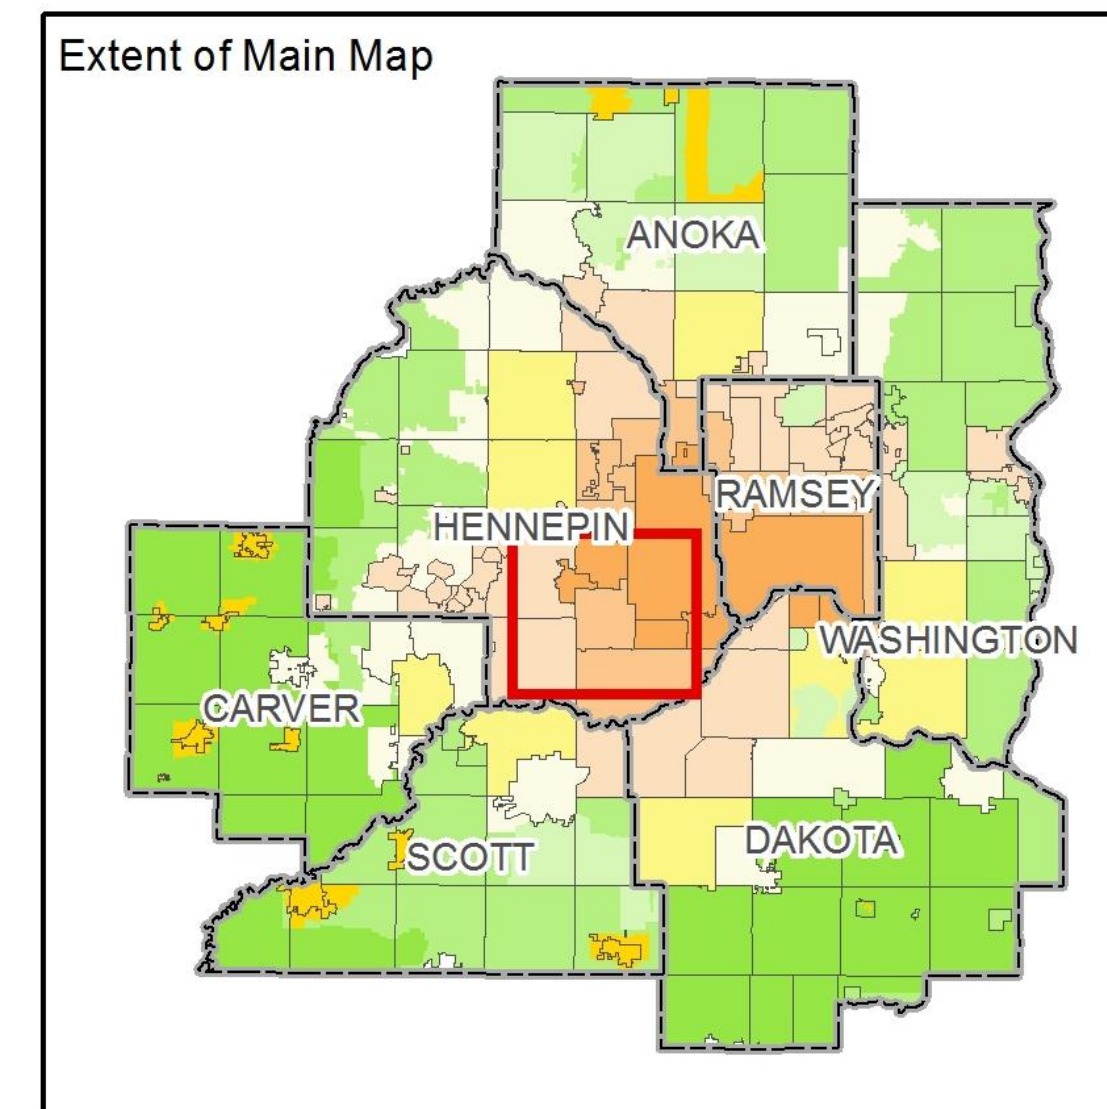 Extent of Main Map
ANOKA
RAMSEY
HENNEPIN
WASHINGTON
CARVER
DAKOTA
SCOTT